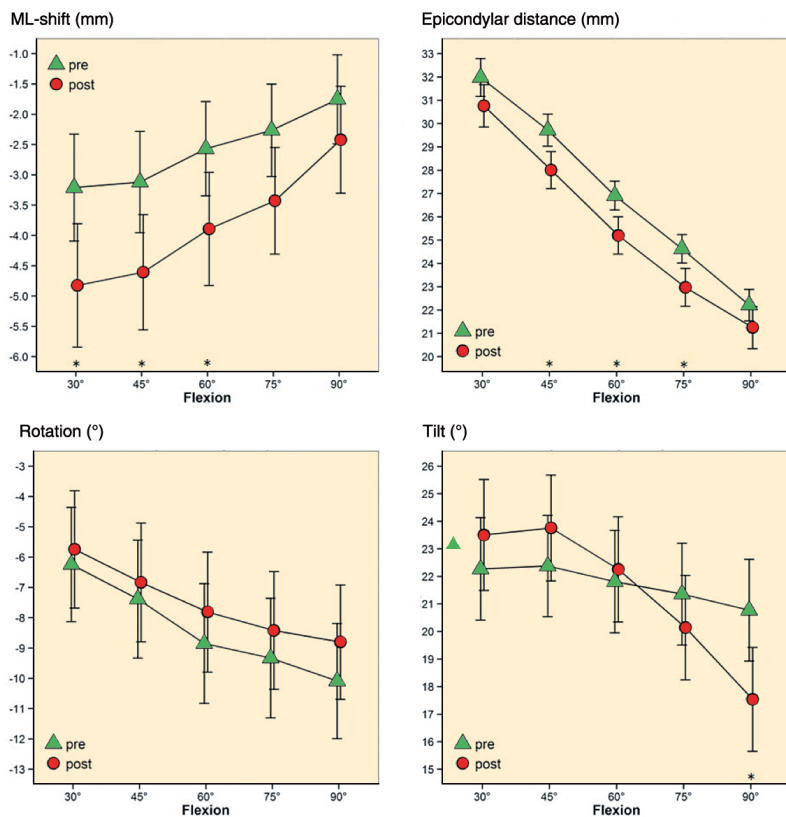 ML-shift (mm)
-1.0
-1.5
-2.0
-2.5
-3.0
-3.5
-4.0
-4.5
-5.0
-5.5
-6.0
pre
post
* * *
30° 45° 60° 75° 90°
Flexion
Epicondylar distance (mm)
33
32
31
30
29
28
27
26
25
24
23
22
21
20
pre
post
* * *
30° 45° 60° 75° 90°
Flexion
Rotation (°)
-3
-4
-5
-6
-7
-8
-9
-10
-11
-12
-13
pre
post
30° 45° 60° 75° 90°
Flexion
Tilt (°)
26
25
24
23
22
21
20
19
18
17
16
15
pre
post
*
30° 45° 60° 75° 90°
Flexion